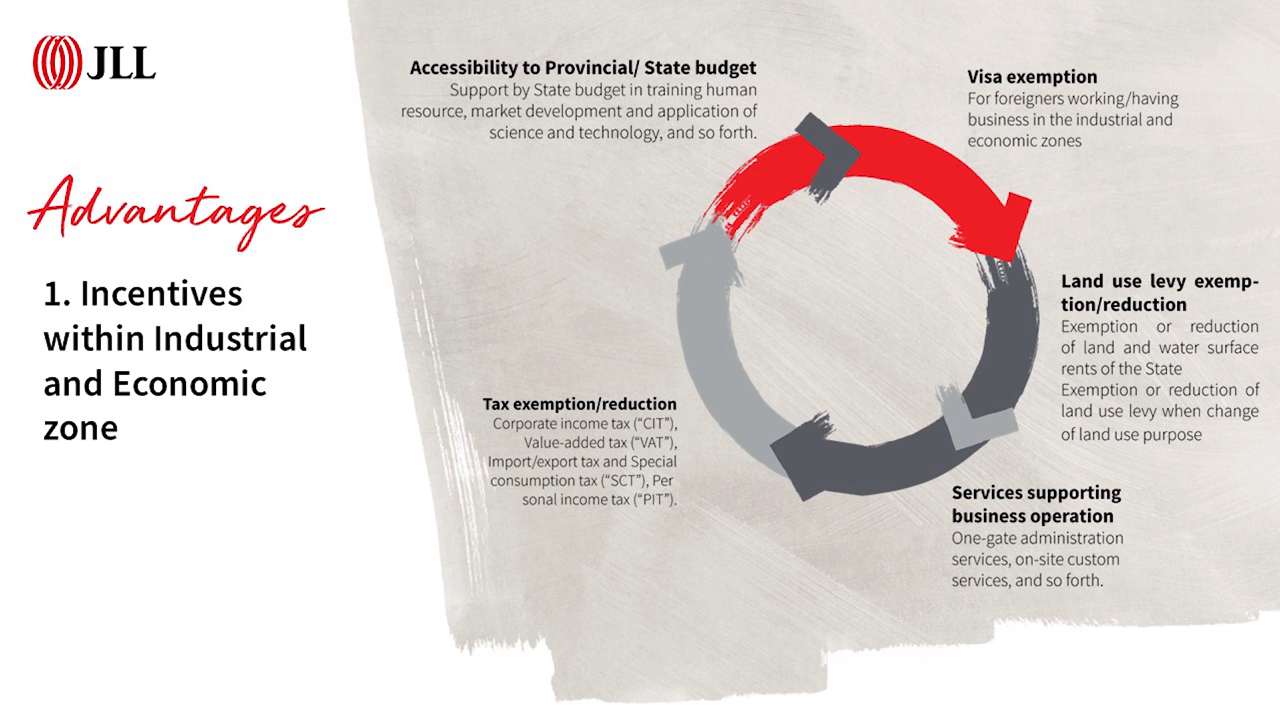 JLL
Advantages
1. Incentives
within Industrial
and Economic
zone
Accessibility to Provincial/ State budget
Support by State budget in training human
resource, market development and application of
science and technology, and so forth.
Visa exemption
For foreigners working/having
business in the industrial and
economic zones
Land use levy exemp-
tion/reduction
Exemption or reduction
of land and water surface
rents of the State
Exemption or reduction of
land use levy when change
of land use purpose
Services supporting
business operation
One-gate administration
services, on-site custom
services, and so forth.
Tax exemption/reduction
Corporate income tax (“CIT”),
Value-added tax (“VAT”),
Import/export tax and Special
consumption tax (“SCT”), Per
sonal income tax (“PIT”).